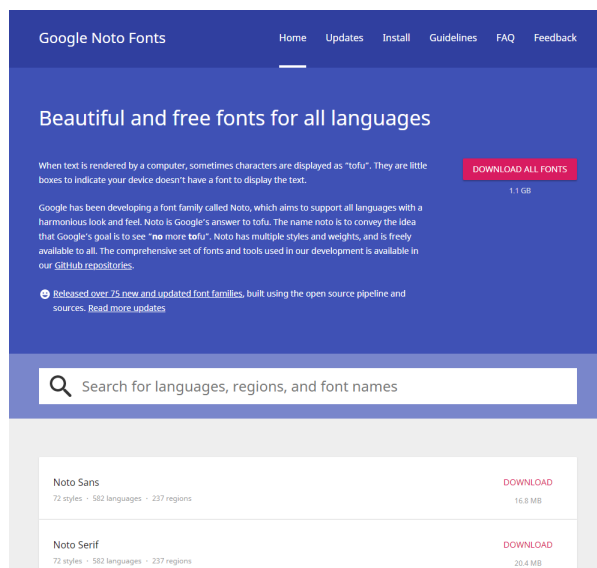 Google Noto Fonts
Home Updates Install Guidelines FAQ Feedback
Beautiful and free fonts for all languages
When text is rendered by a computer, sometimes characters are displayed as “tofu”. They are little
boxes to indicate your device doesn’t have a font to display the text.
DOWNLOAD ALL FONTS
1.1 GB
Google has been developing a font family called Noto, which aims to support all languages with a
harmonious look and feel. Noto is Google’s answer to tofu. The name noto is to convey the idea
that Google’s goal is to see “no more tofu”. Noto has multiple styles and weights, and is freely
available to all. The comprehensive set of fonts and tools used in our development is available in
our GitHub repositories.
Released over 75 new and updated font families, built using the open source pipeline and
sources. Read more updates
Search for languages, regions, and font names
Noto Sans
72 styles · 582 languages · 237 regions
DOWNLOAD
16.8 MB
Noto Serif
72 styles · 582 languages · 237 regions
DOWNLOAD
20.4 MB